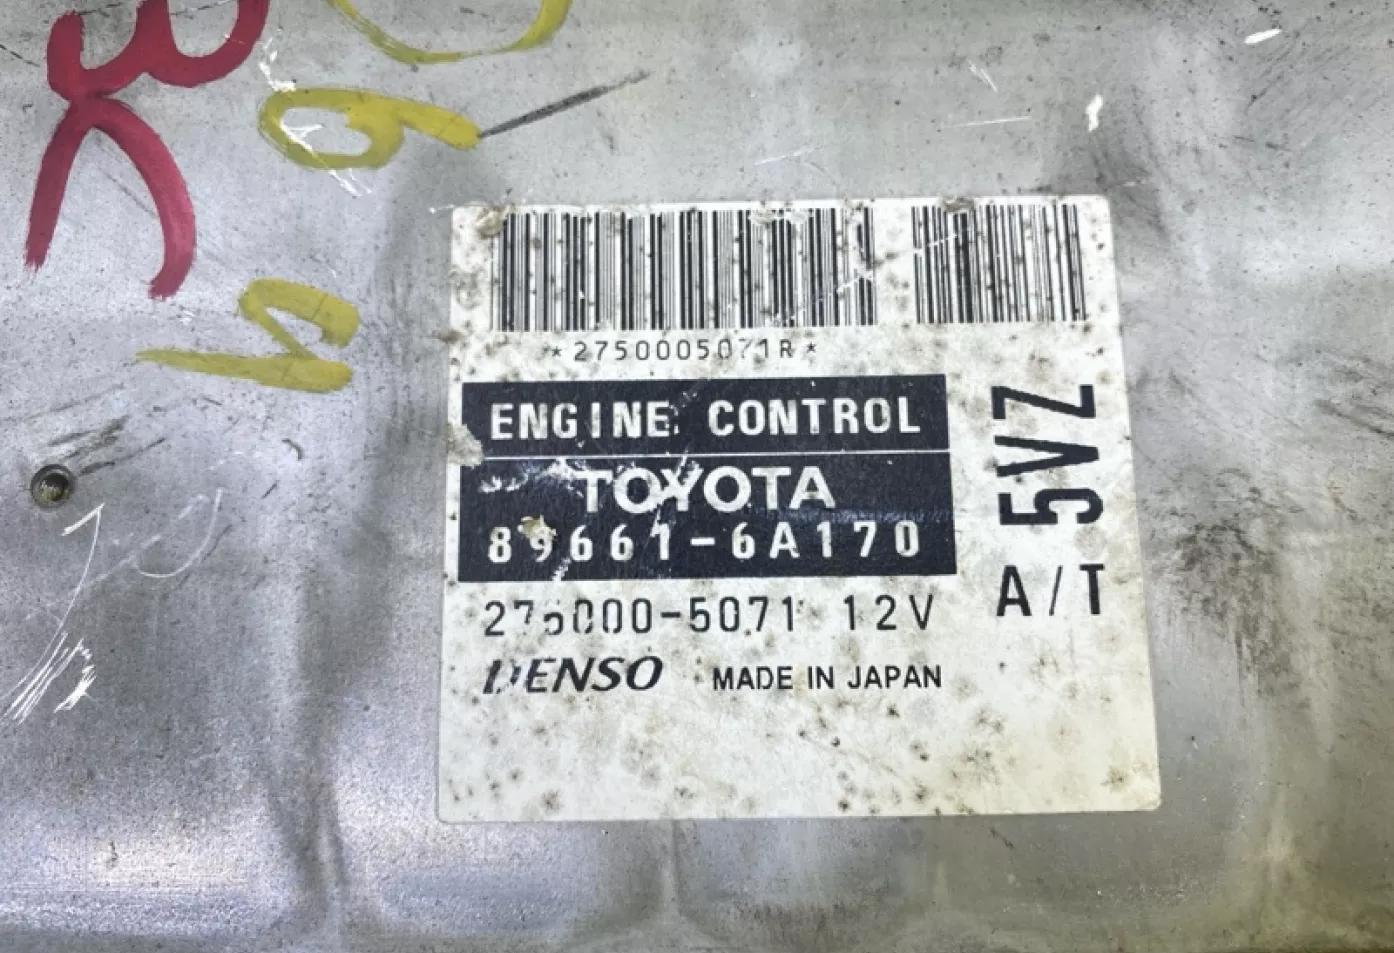 *2750005071R*
ENGINE CONTROL
TOYOTA
89661-6A170
275000-5071 12V
DENSO MADE IN JAPAN
5VZ
A/T